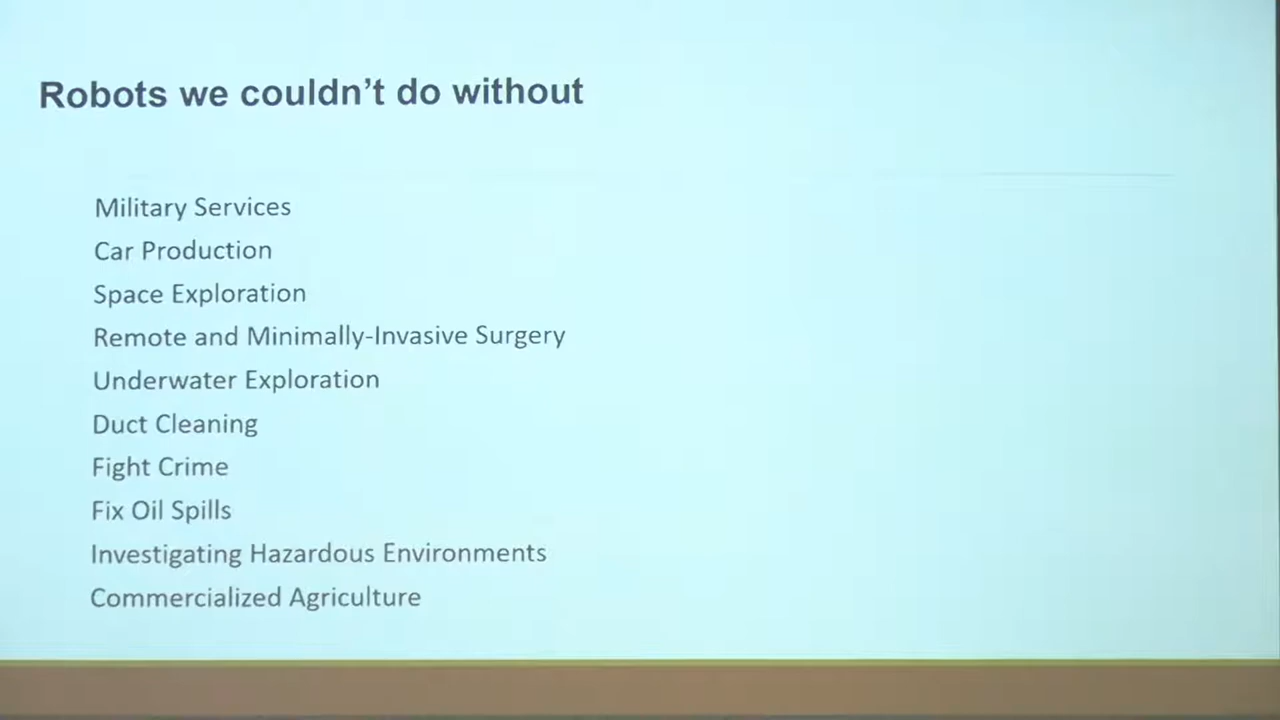 Robots we couldn't do without
Military Services
Car Production
Space Exploration
Remote and Minimally-Invasive Surgery
Underwater Exploration
Duct Cleaning
Fight Crime
Fix Oil Spills
Investigating Hazardous Environments
Commercialized Agriculture